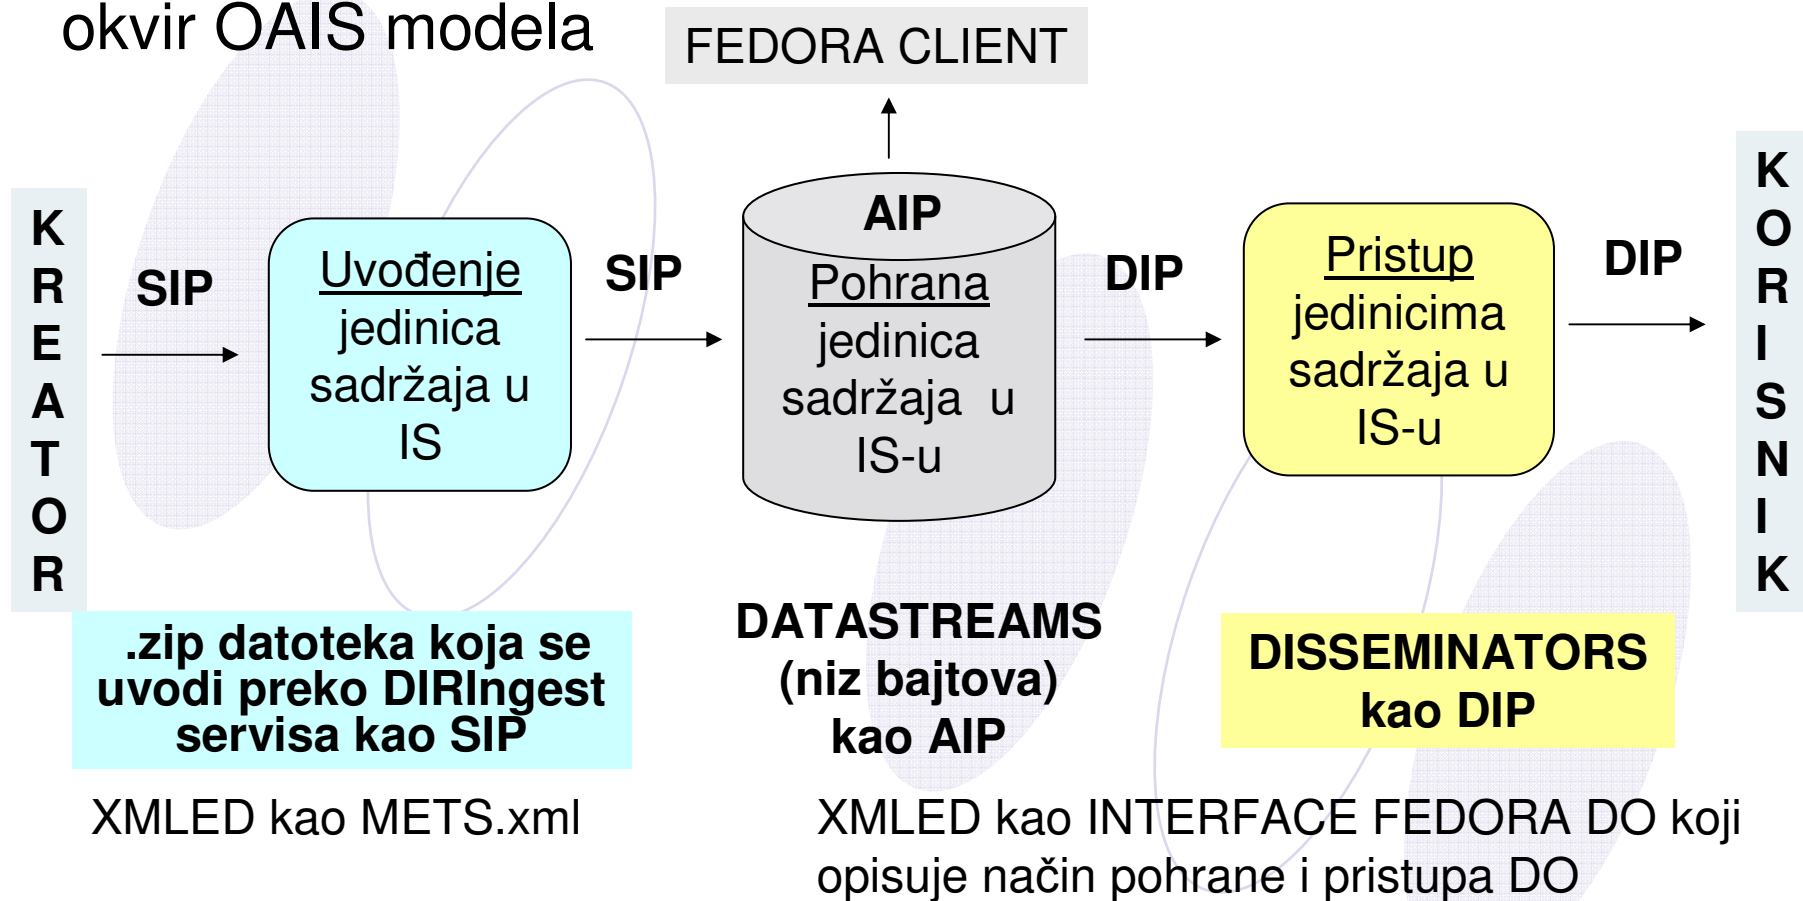 okvir OAIS modela
FEDORA CLIENT
KREATOR
SIP
Uvođenje
jedinica
sadržaja u
IS
SIP
AIP
Pohrana
jedinica
sadržaja u
IS-u
DIP
Pristup
jedinicima
sadržaja u
IS-u
DIP
KORISNIK
.zip datoteka koja se
uvodi preko DIRIngest
servisa kao SIP
DATASTREAMS
(niz bajtova)
kao AIP
DISSEMINATORS
kao DIP
XMLED kao METS.xml
XMLED kao INTERFACE FEDORA DO koji
opisuje način pohrane i pristupa DO